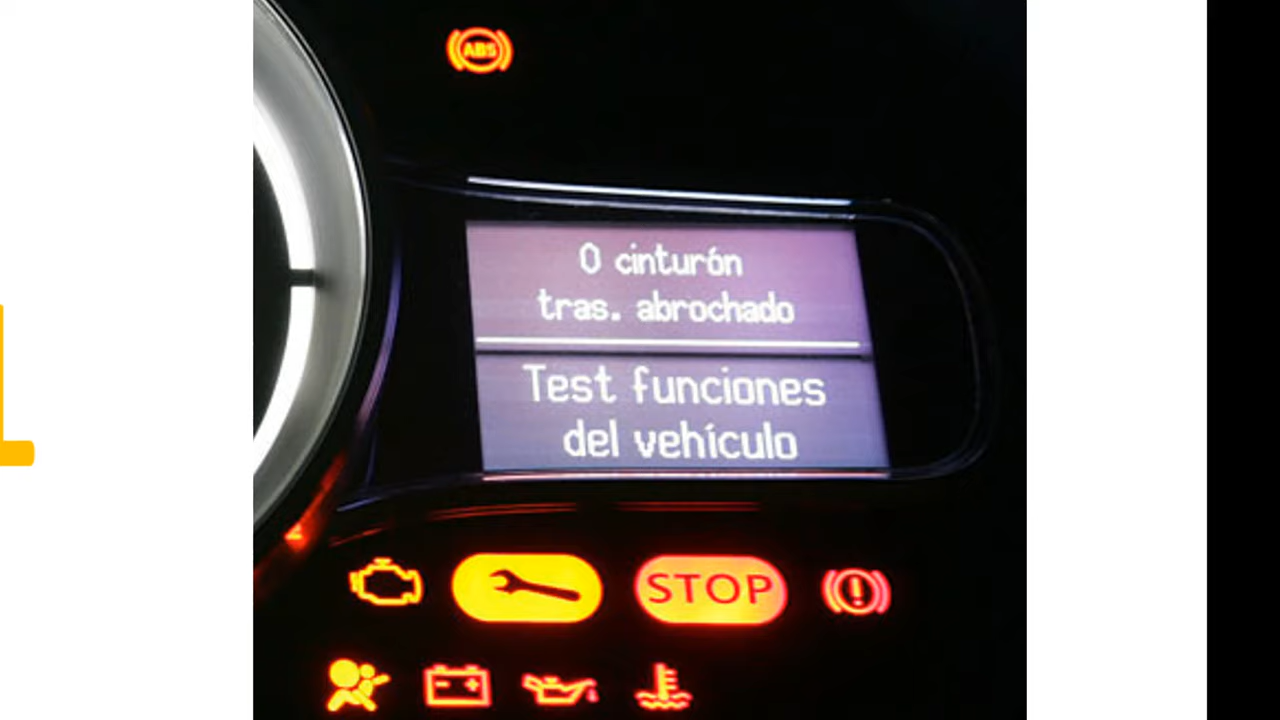 ABS
0 cinturón
tras. abrochado
Test funciones
del vehículo
STOP